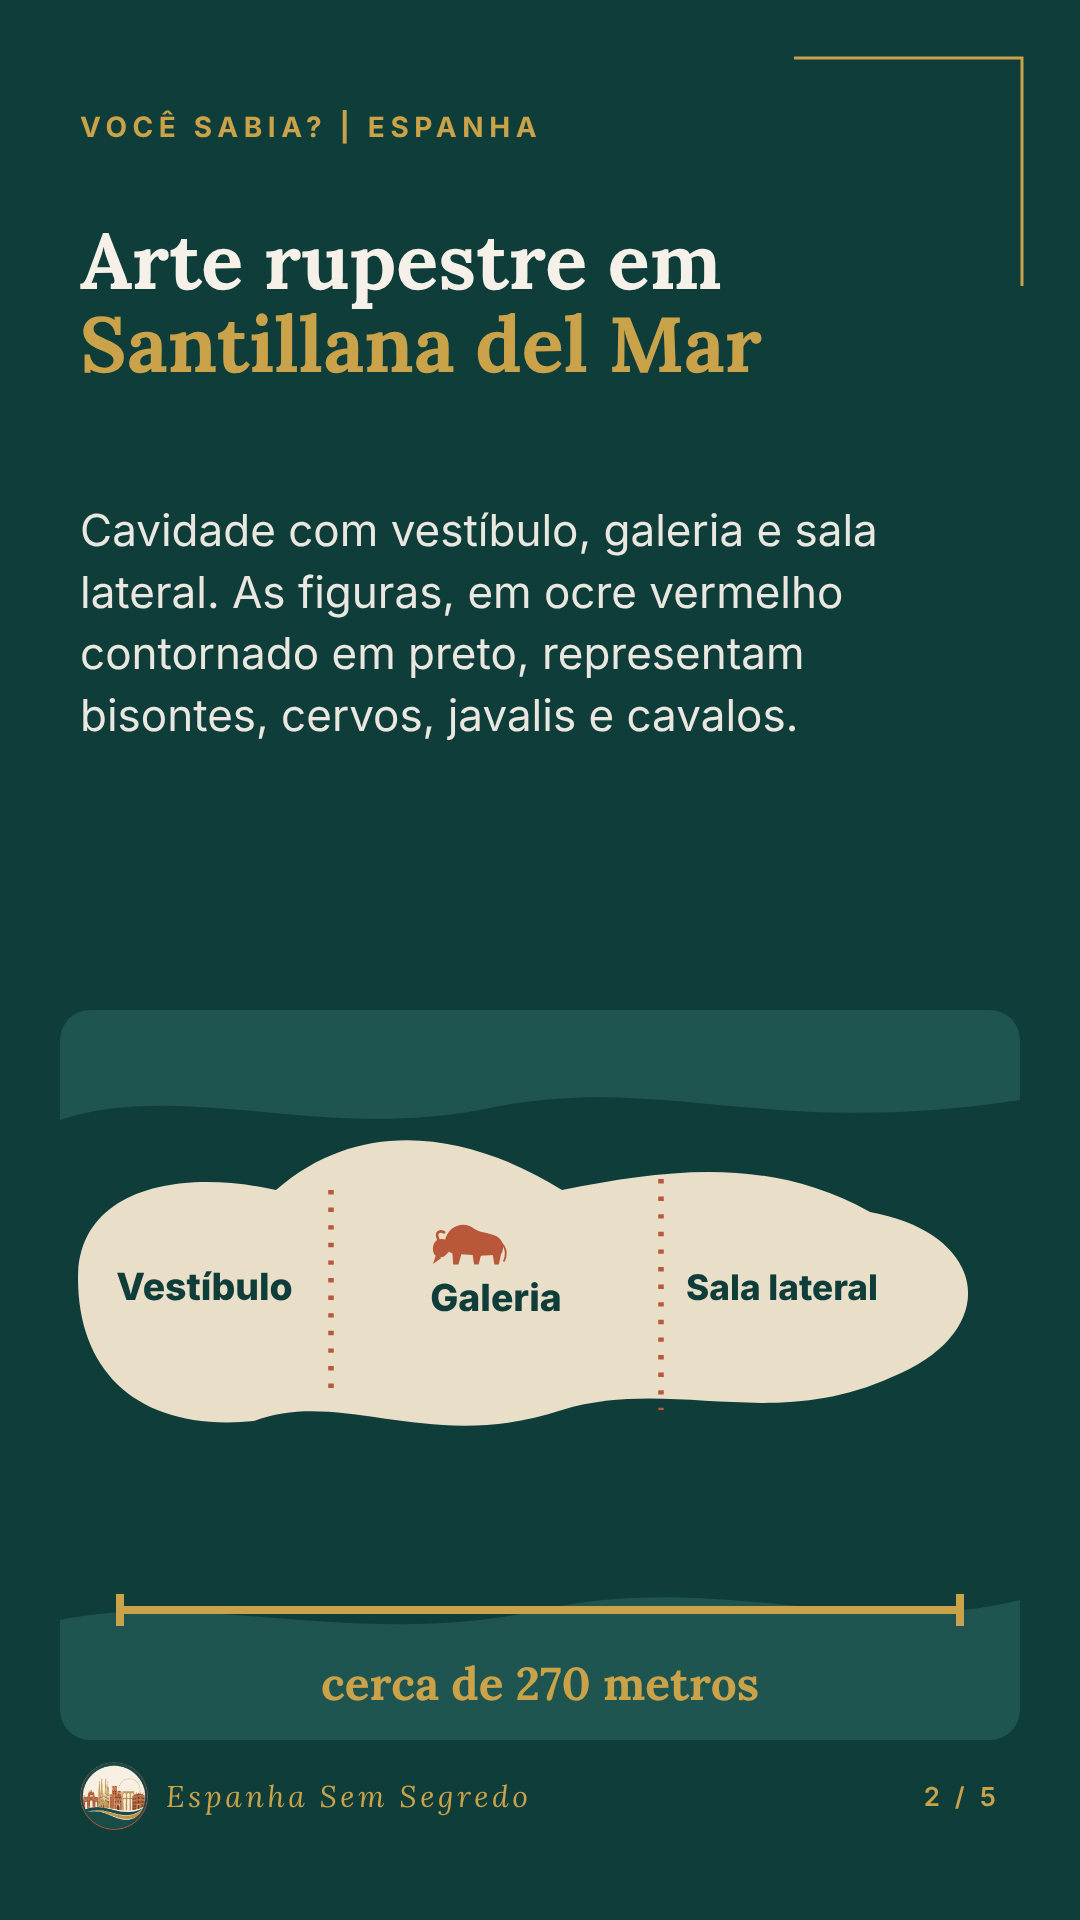 VOCÊ SABIA? | ESPANHA
Arte rupestre em
Santillana del Mar
Cavidade com vestíbulo, galeria e sala
lateral. As figuras, em ocre vermelho
contornado em preto, representam
bisontes, cervos, javalis e cavalos.
Vestíbulo
Galeria
Sala lateral
cerca de 270 metros
Espanha Sem Segredo
2 / 5